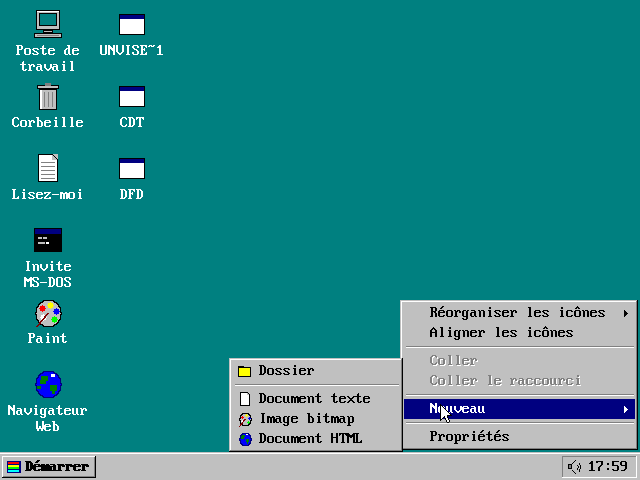 Poste de
travail
UNVISE~1
Corbeille
CDT
Lisez-moi
DFD
Invite
MS-DOS
Paint
Navigateur
Web
Réorganiser les icônes
Aligner les icônes
Coller
Coller le raccourci
Nouveau
Propriétés
Dossier
Document texte
Image bitmap
Document HTML
Démarrer
17:59